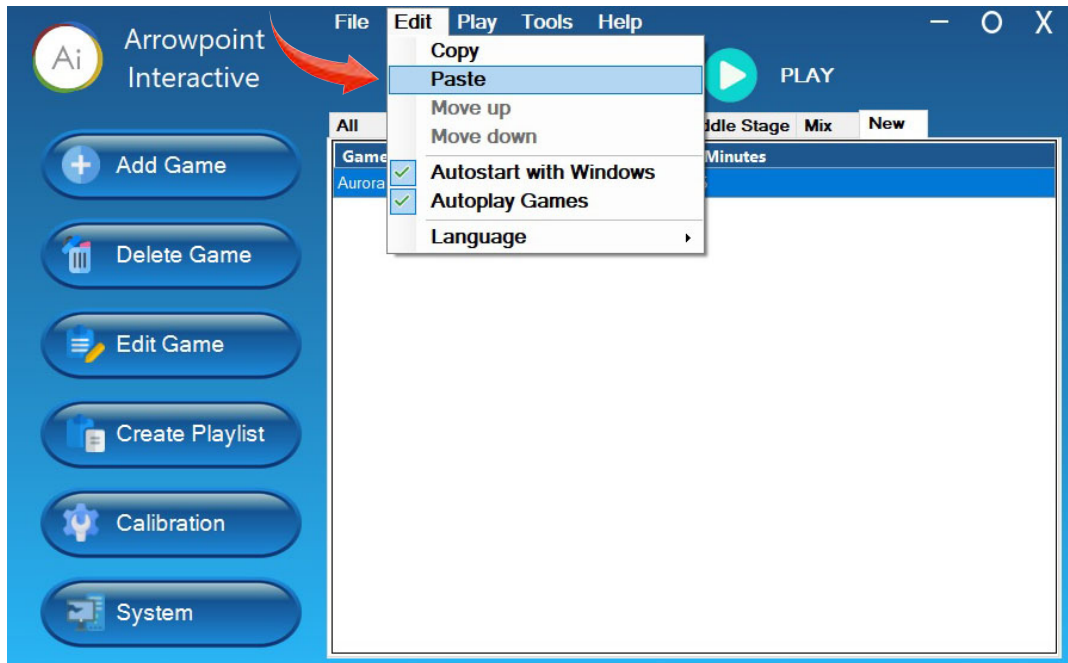 Ai
Arrowpoint
Interactive
File Edit Play Tools Help
— O X
Copy
Paste
Move up
Move down
Autostart with Windows
Autoplay Games
Language
PLAY
All Stage Mix New
Game Minutes
Aurora
Add Game
Delete Game
Edit Game
Create Playlist
Calibration
System